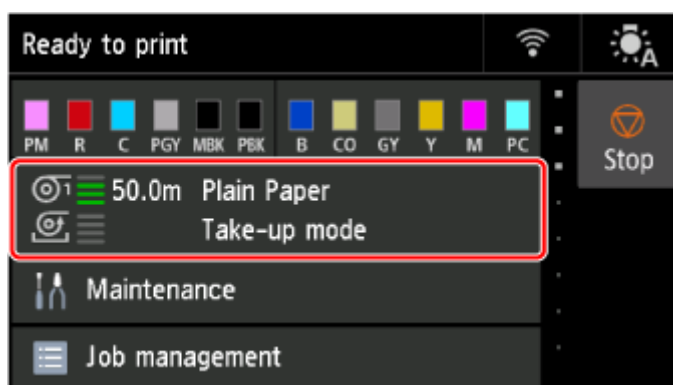 Ready to print
A
PM R C PGY MBK PBK B CO GY Y M PC
Stop
1 50.0m Plain Paper
Take-up mode
Maintenance
Job management